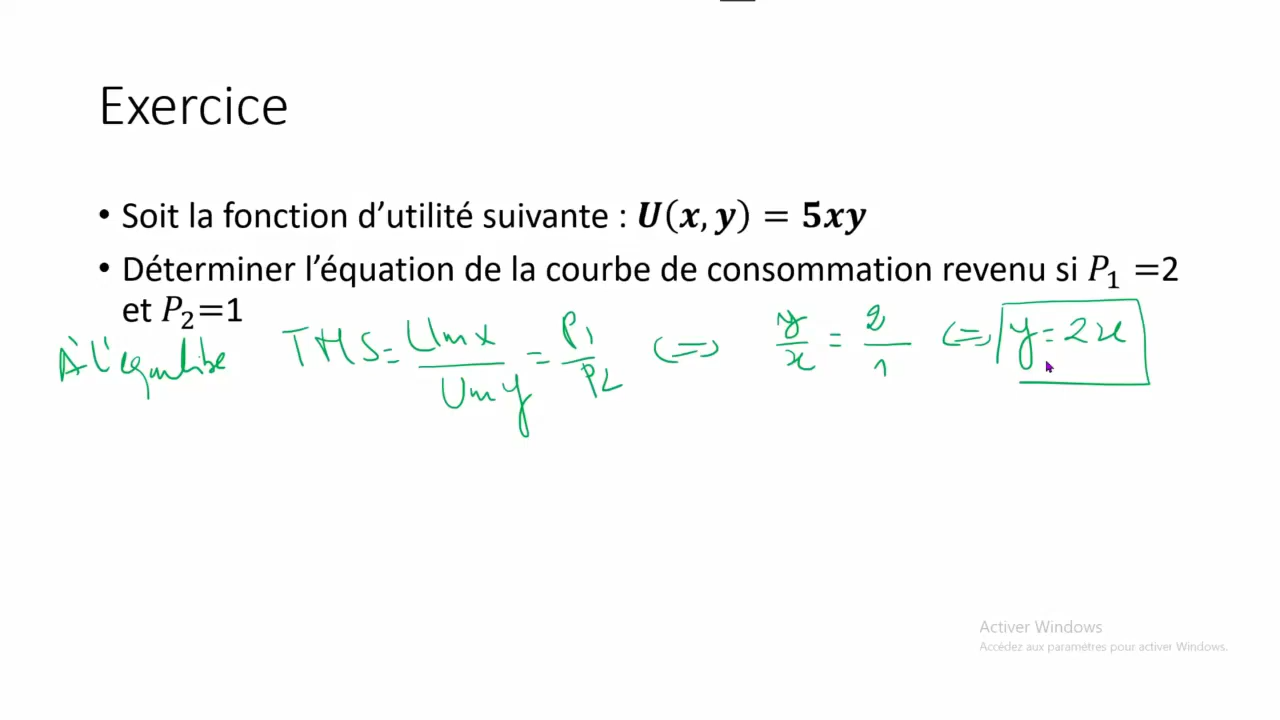 Exercice
• Soit la fonction d’utilité suivante : U(x, y) = 5xy
• Déterminer l’équation de la courbe de consommation revenu si P₁ =2
et P₂=1
À l'équilibre TMS = Umx / Umy = P1 / P2 <=> y / x = 2 / 1 <=> y = 2x
Activer Windows
Accédez aux paramètres pour activer Windows.